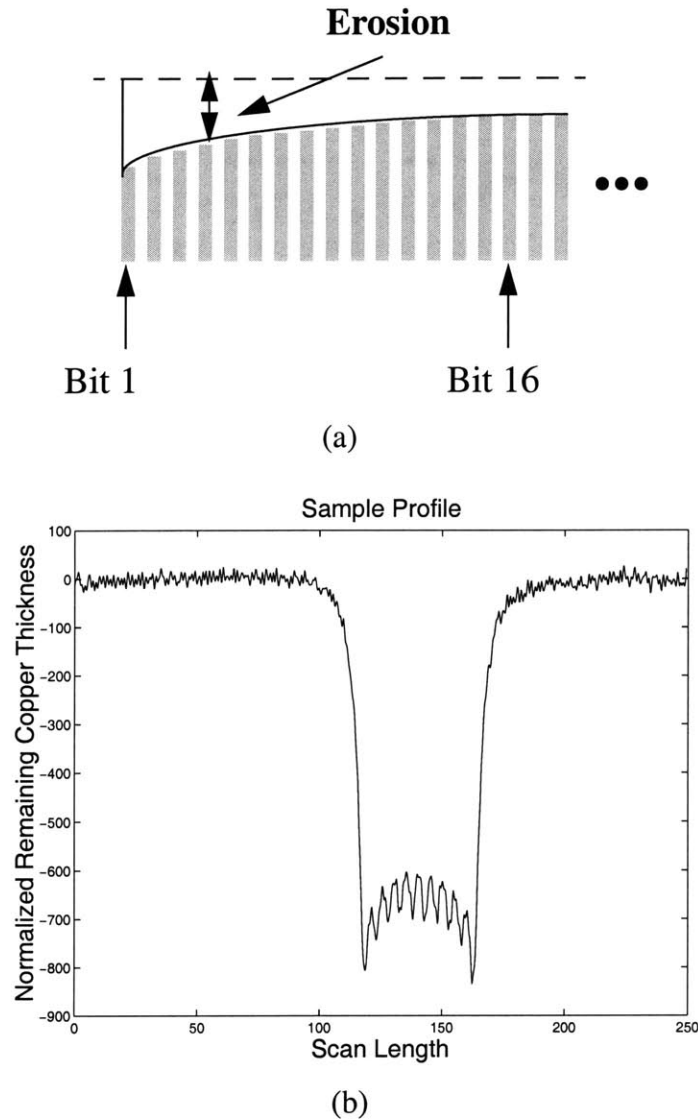 Erosion
Bit 1
Bit 16
(a)
Sample Profile
Normalized Remaining Copper Thickness
100
0
-100
-200
-300
-400
-500
-600
-700
-800
-900
0
50
100
150
200
250
Scan Length
(b)